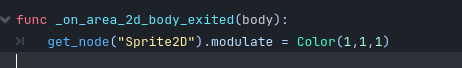 func _on_area_2d_body_exited(body):
get_node("Sprite2D").modulate = Color(1,1,1)